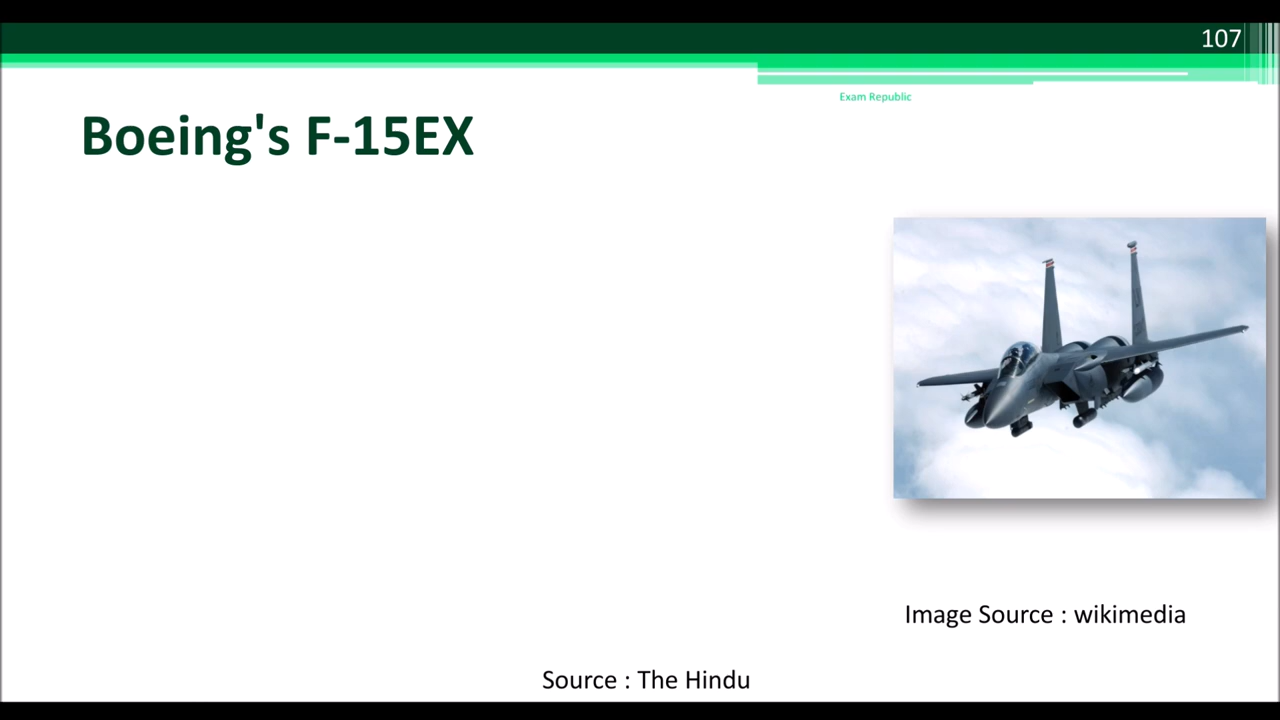 107
Exam Republic
Boeing's F-15EX
Image Source : wikimedia
Source : The Hindu